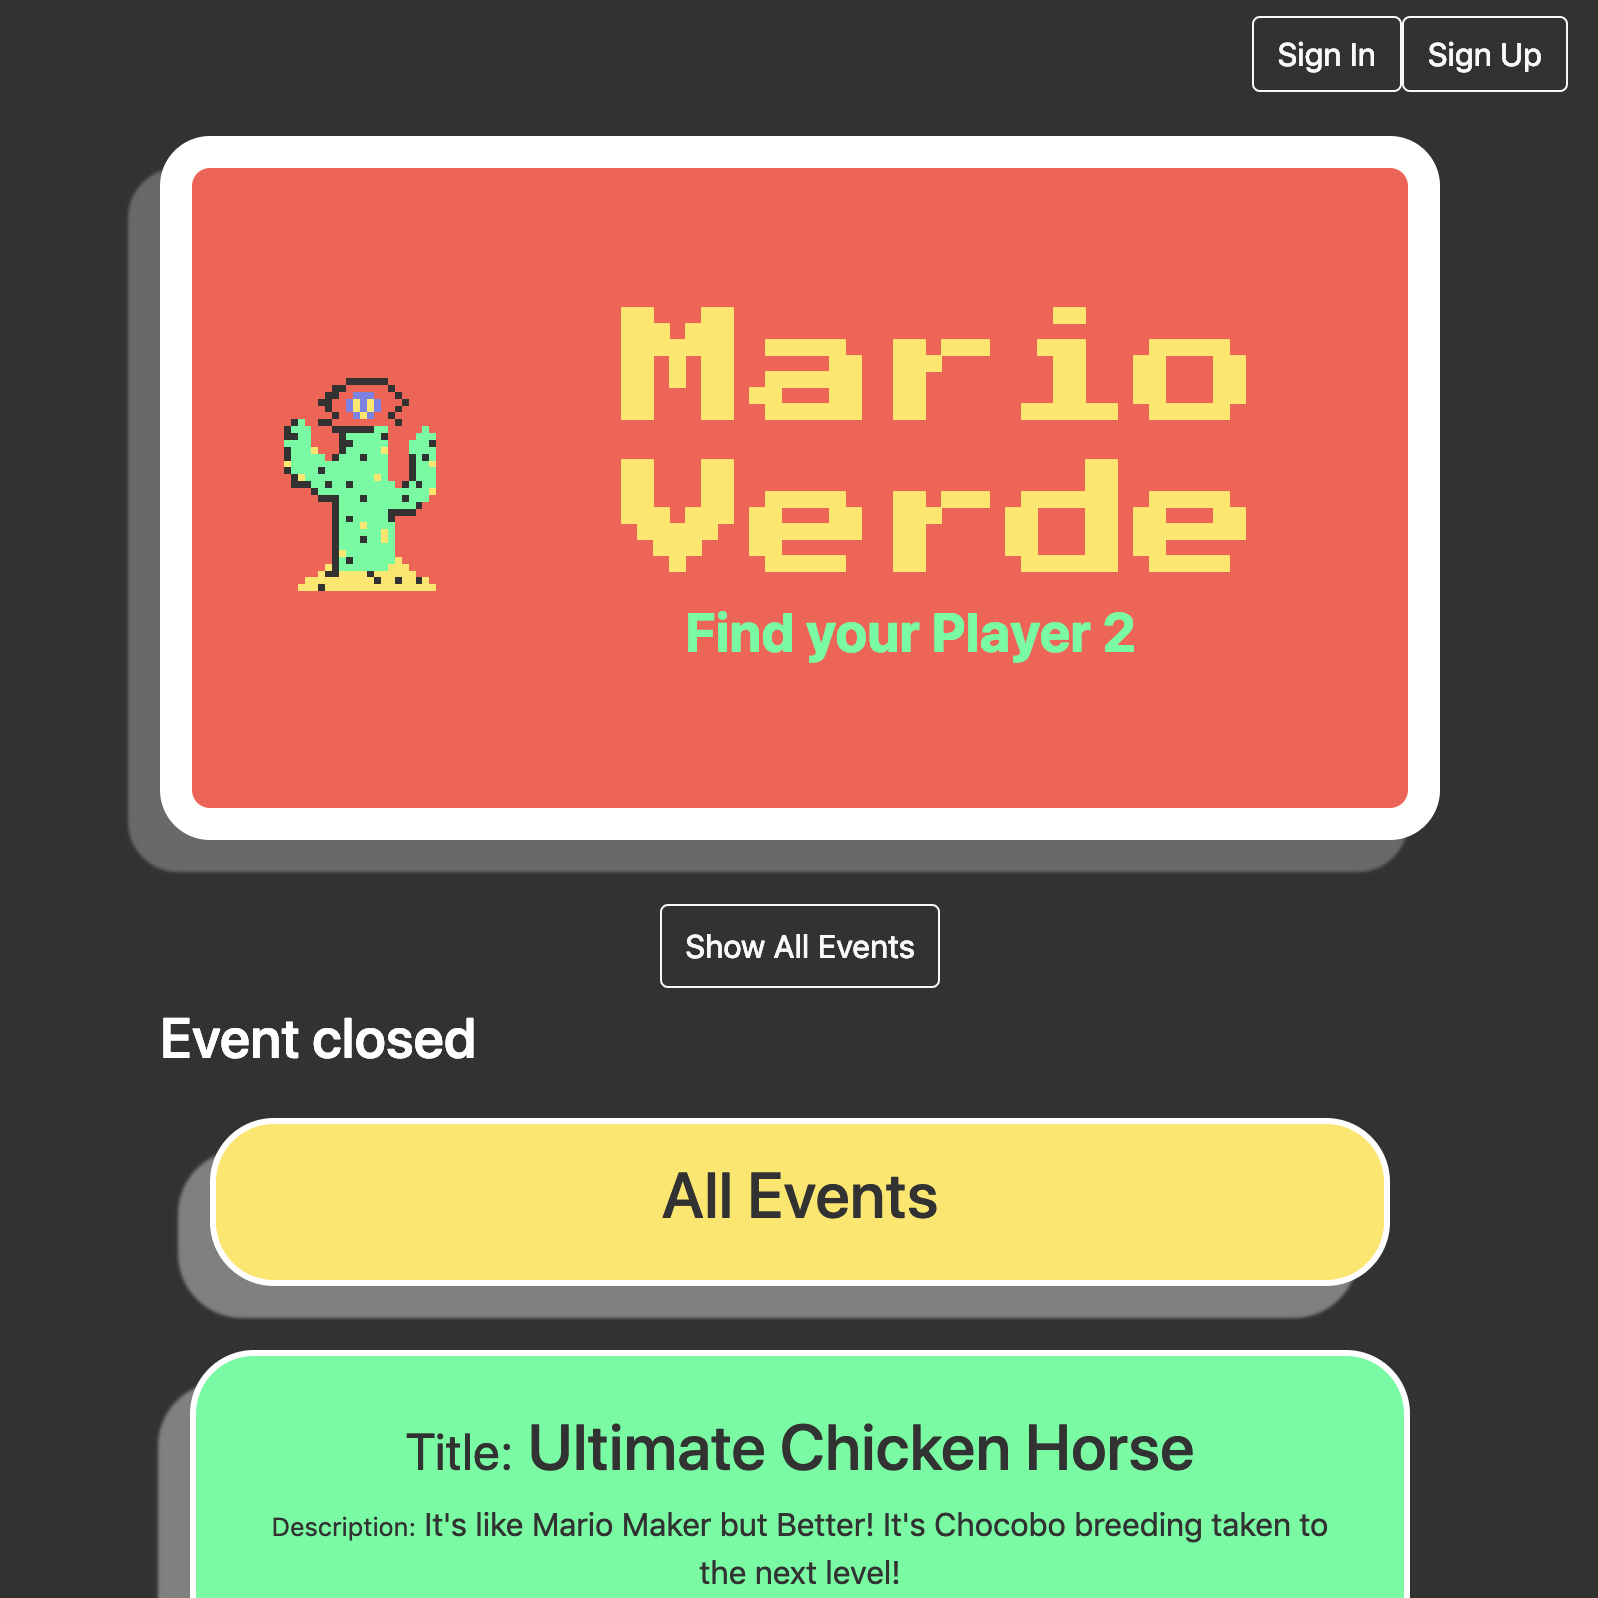 Sign In
Sign Up
Mario
Verde
Find your Player 2
Show All Events
Event closed
All Events
Title: Ultimate Chicken Horse
Description: It's like Mario Maker but Better! It's Chocobo breeding taken to
the next level!